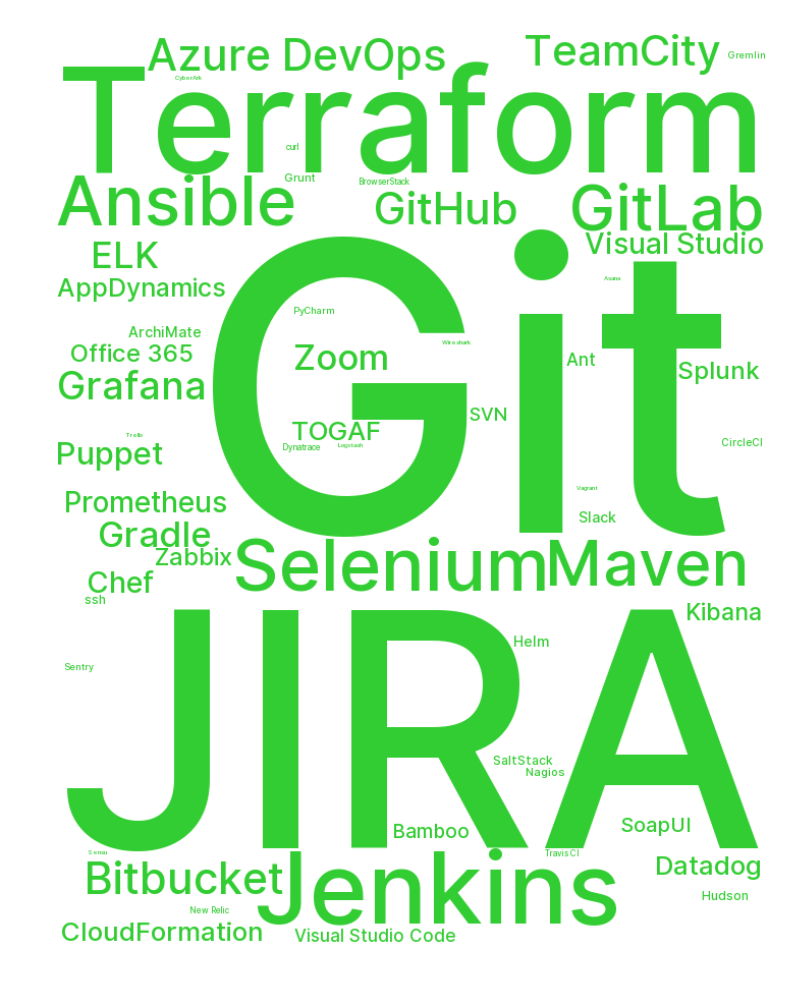 Azure DevOps
TeamCity
Gremlin
CyberArk
Terraform
curl
Grunt
BrowserStack
Ansible
GitHub
GitLab
Visual Studio
ELK
Asana
AppDynamics
Git
PyCharm
ArchiMate
Wireshark
Office 365
Zoom
Ant
Splunk
Grafana
SVN
TOGAF
Trello
Logstash
CircleCI
Dynatrace
Puppet
Vagrant
Prometheus
Slack
Gradle
Zabbix
Selenium
Maven
Chef
ssh
Kibana
JIRA
Helm
Sentry
SaltStack
Nagios
SoapUI
Bamboo
Travis CI
Bitbucket
Jenkins
Datadog
Hudson
New Relic
CloudFormation
Visual Studio Code